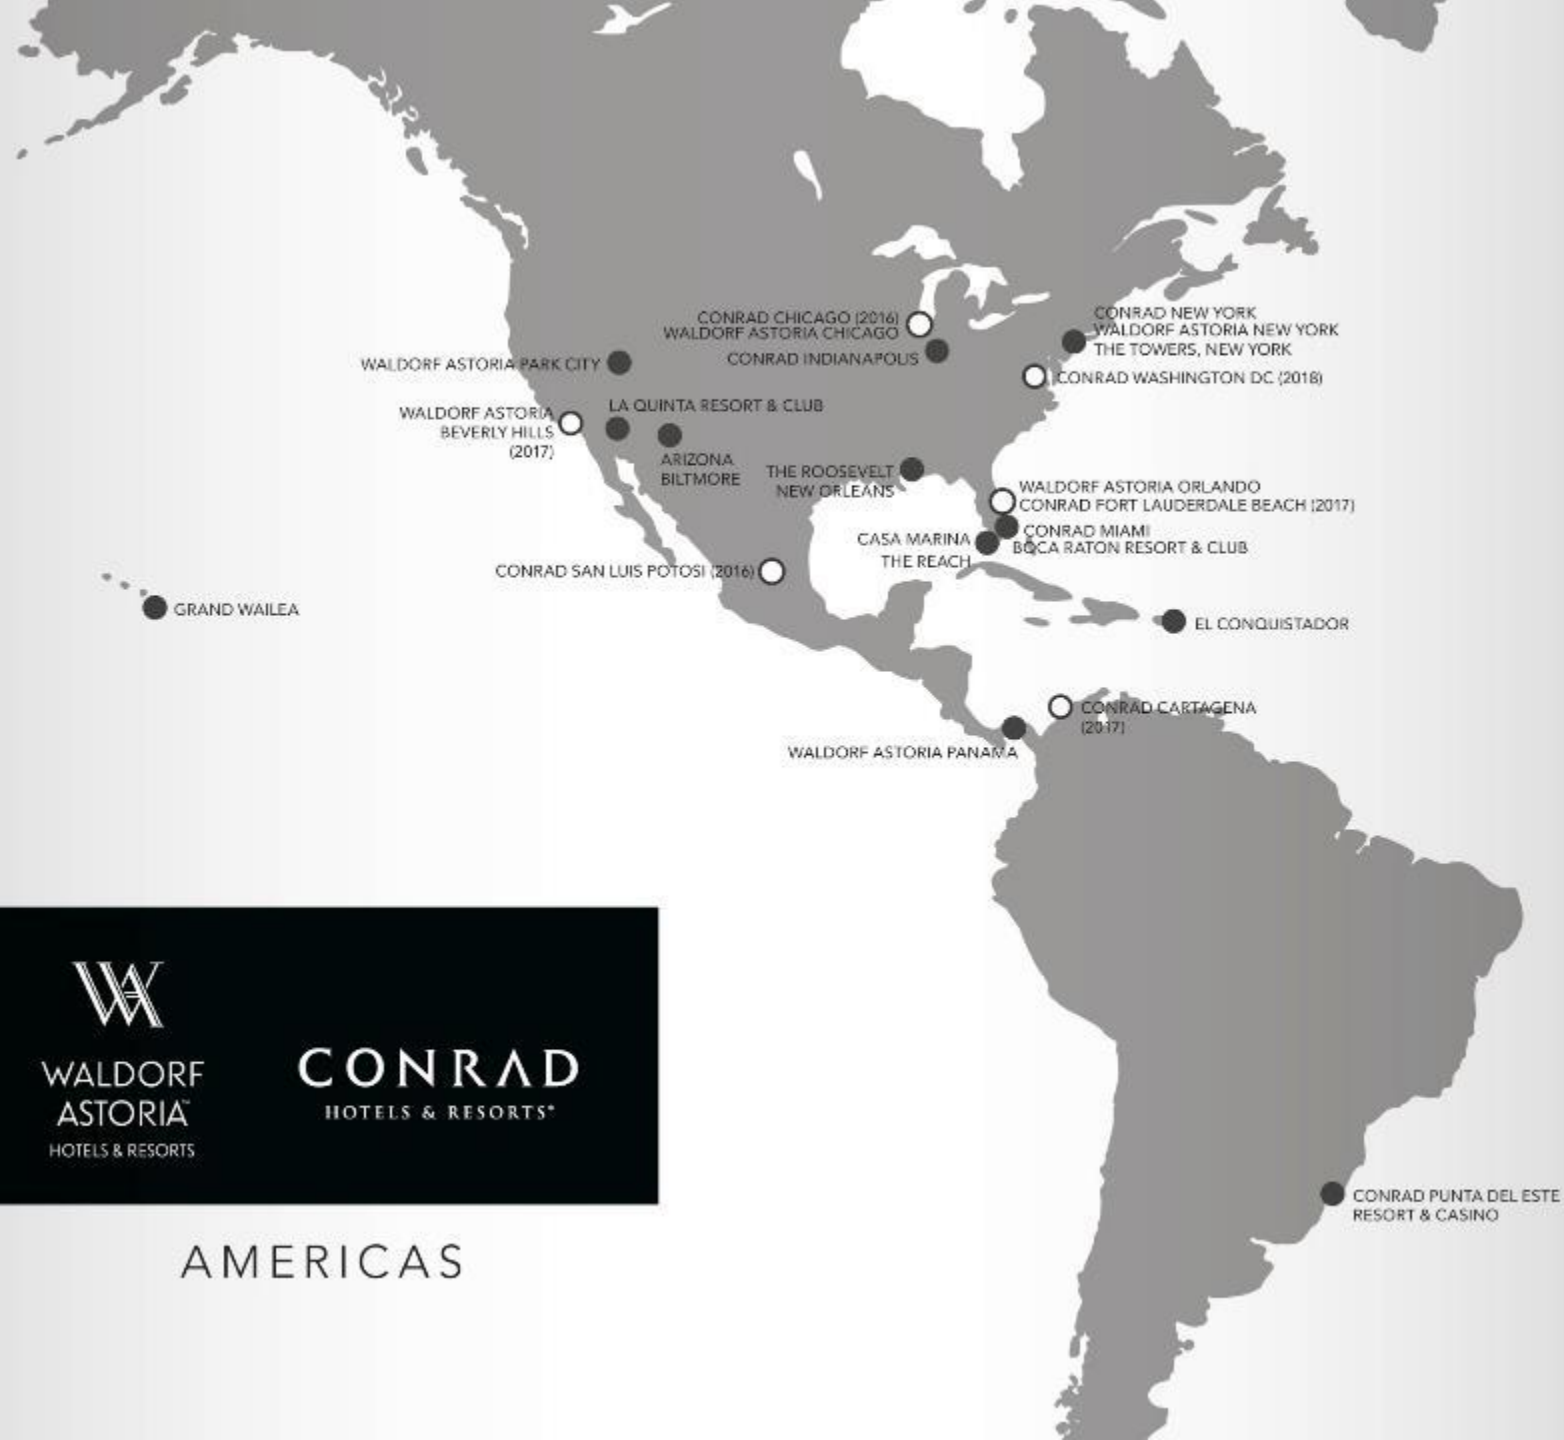 CONRAD CHICAGO (2016)
WALDORF ASTORIA CHICAGO
CONRAD INDIANAPOLIS
CONRAD NEW YORK
WALDORF ASTORIA NEW YORK
THE TOWERS, NEW YORK
CONRAD WASHINGTON DC (2018)
WALDORF ASTORIA PARK CITY
WALDORF ASTORIA
BEVERLY HILLS
(2017)
LA QUINTA RESORT & CLUB
ARIZONA
BILTMORE
THE ROOSEVELT
NEW ORLEANS
WALDORF ASTORIA ORLANDO
CONRAD FORT LAUDERDALE BEACH (2017)
CONRAD MIAMI
BOCA RATON RESORT & CLUB
CASA MARINA
THE REACH
CONRAD SAN LUIS POTOSI (2016)
GRAND WAILEA
EL CONQUISTADOR
CONRAD CARTAGENA
(2017)
WALDORF ASTORIA PANAMA
WA
WALDORF
ASTORIA™
HOTELS & RESORTS
CONRAD
HOTELS & RESORTS®
CONRAD PUNTA DEL ESTE
RESORT & CASINO
AMERICAS